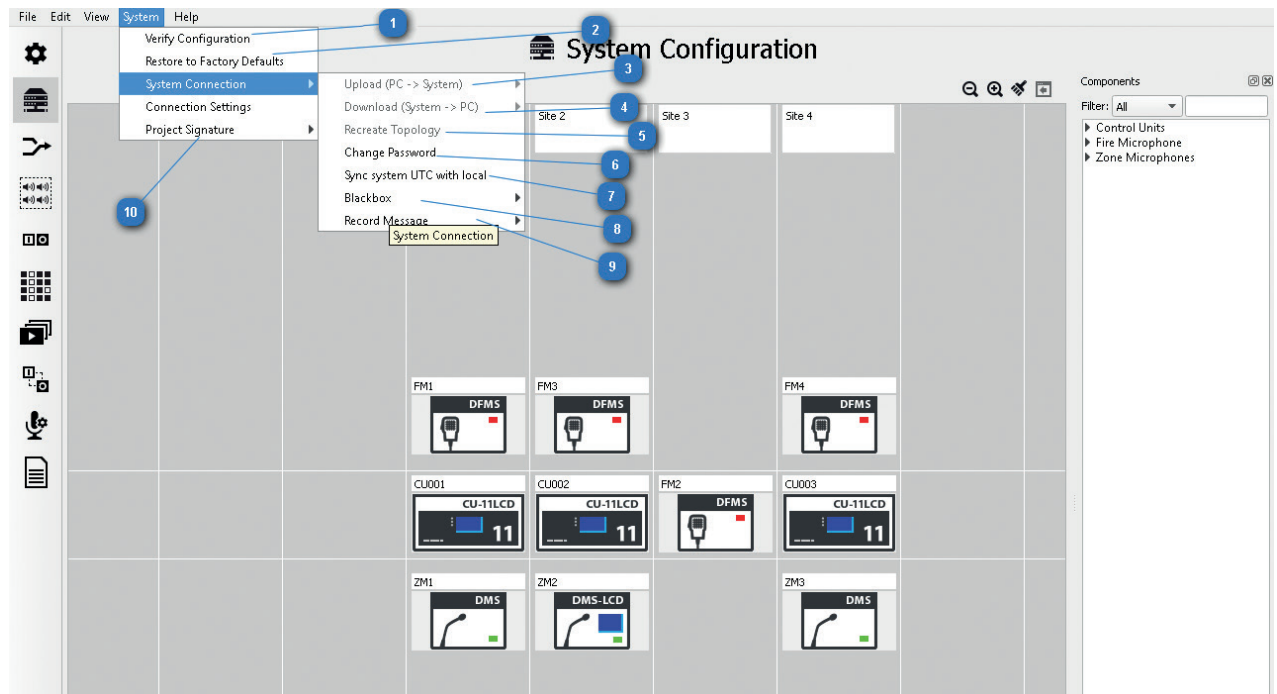 File Edit View System Help
1
Verify Configuration
2
Restore to Factory Defaults
System Configuration
System Connection
3
Upload (PC -> System)
Connection Settings
4
Download (System -> PC)
Project Signature
5
Recreate Topology
6
Change Password
7
Sync system UTC with local
8
Blackbox
9
Record Message
System Connection
10
Components
Filter: All
Control Units
Fire Microphone
Zone Microphones
Site 2
Site 3
Site 4
FM1
DFMS
FM3
DFMS
FM4
DFMS
CU001
CU-11LCD
11
CU002
CU-11LCD
11
FM2
DFMS
CU003
CU-11LCD
11
ZM1
DMS
ZM2
DMS-LCD
ZM3
DMS